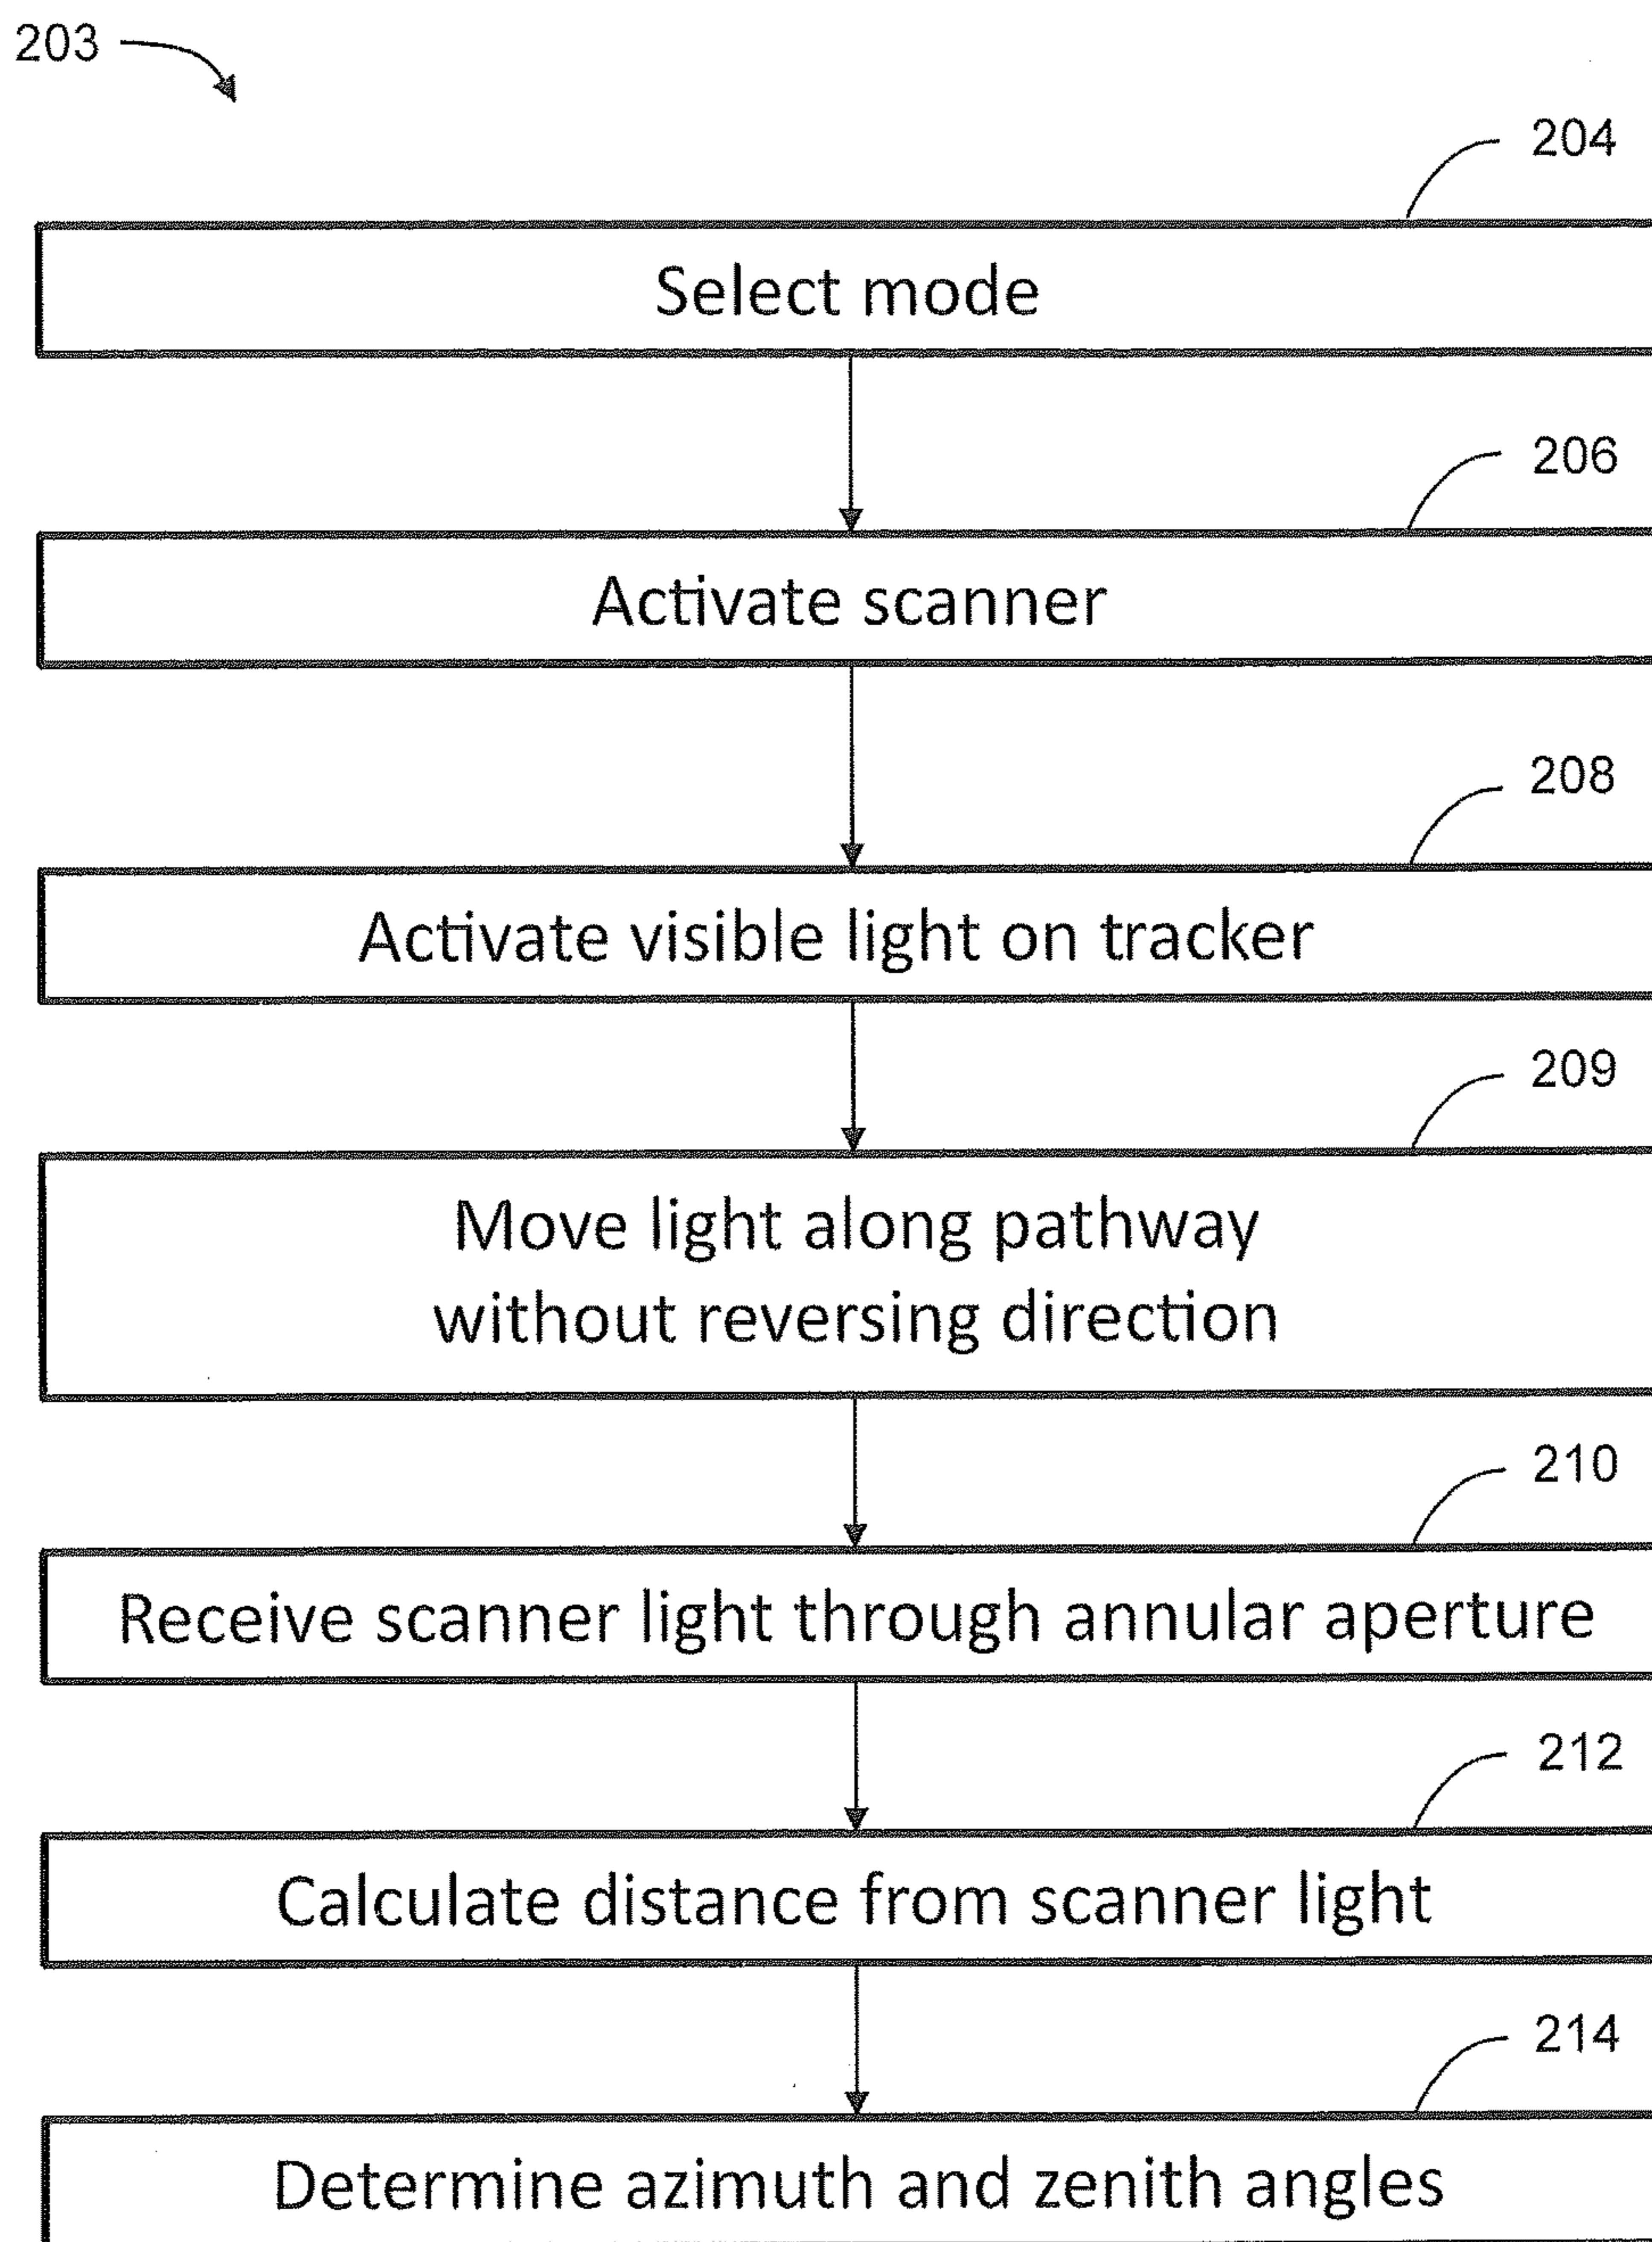 203
204
Select mode
206
Activate scanner
208
Activate visible light on tracker
209
Move light along pathway
without reversing direction
210
Receive scanner light through annular aperture
212
Calculate distance from scanner light
214
Determine azimuth and zenith angles